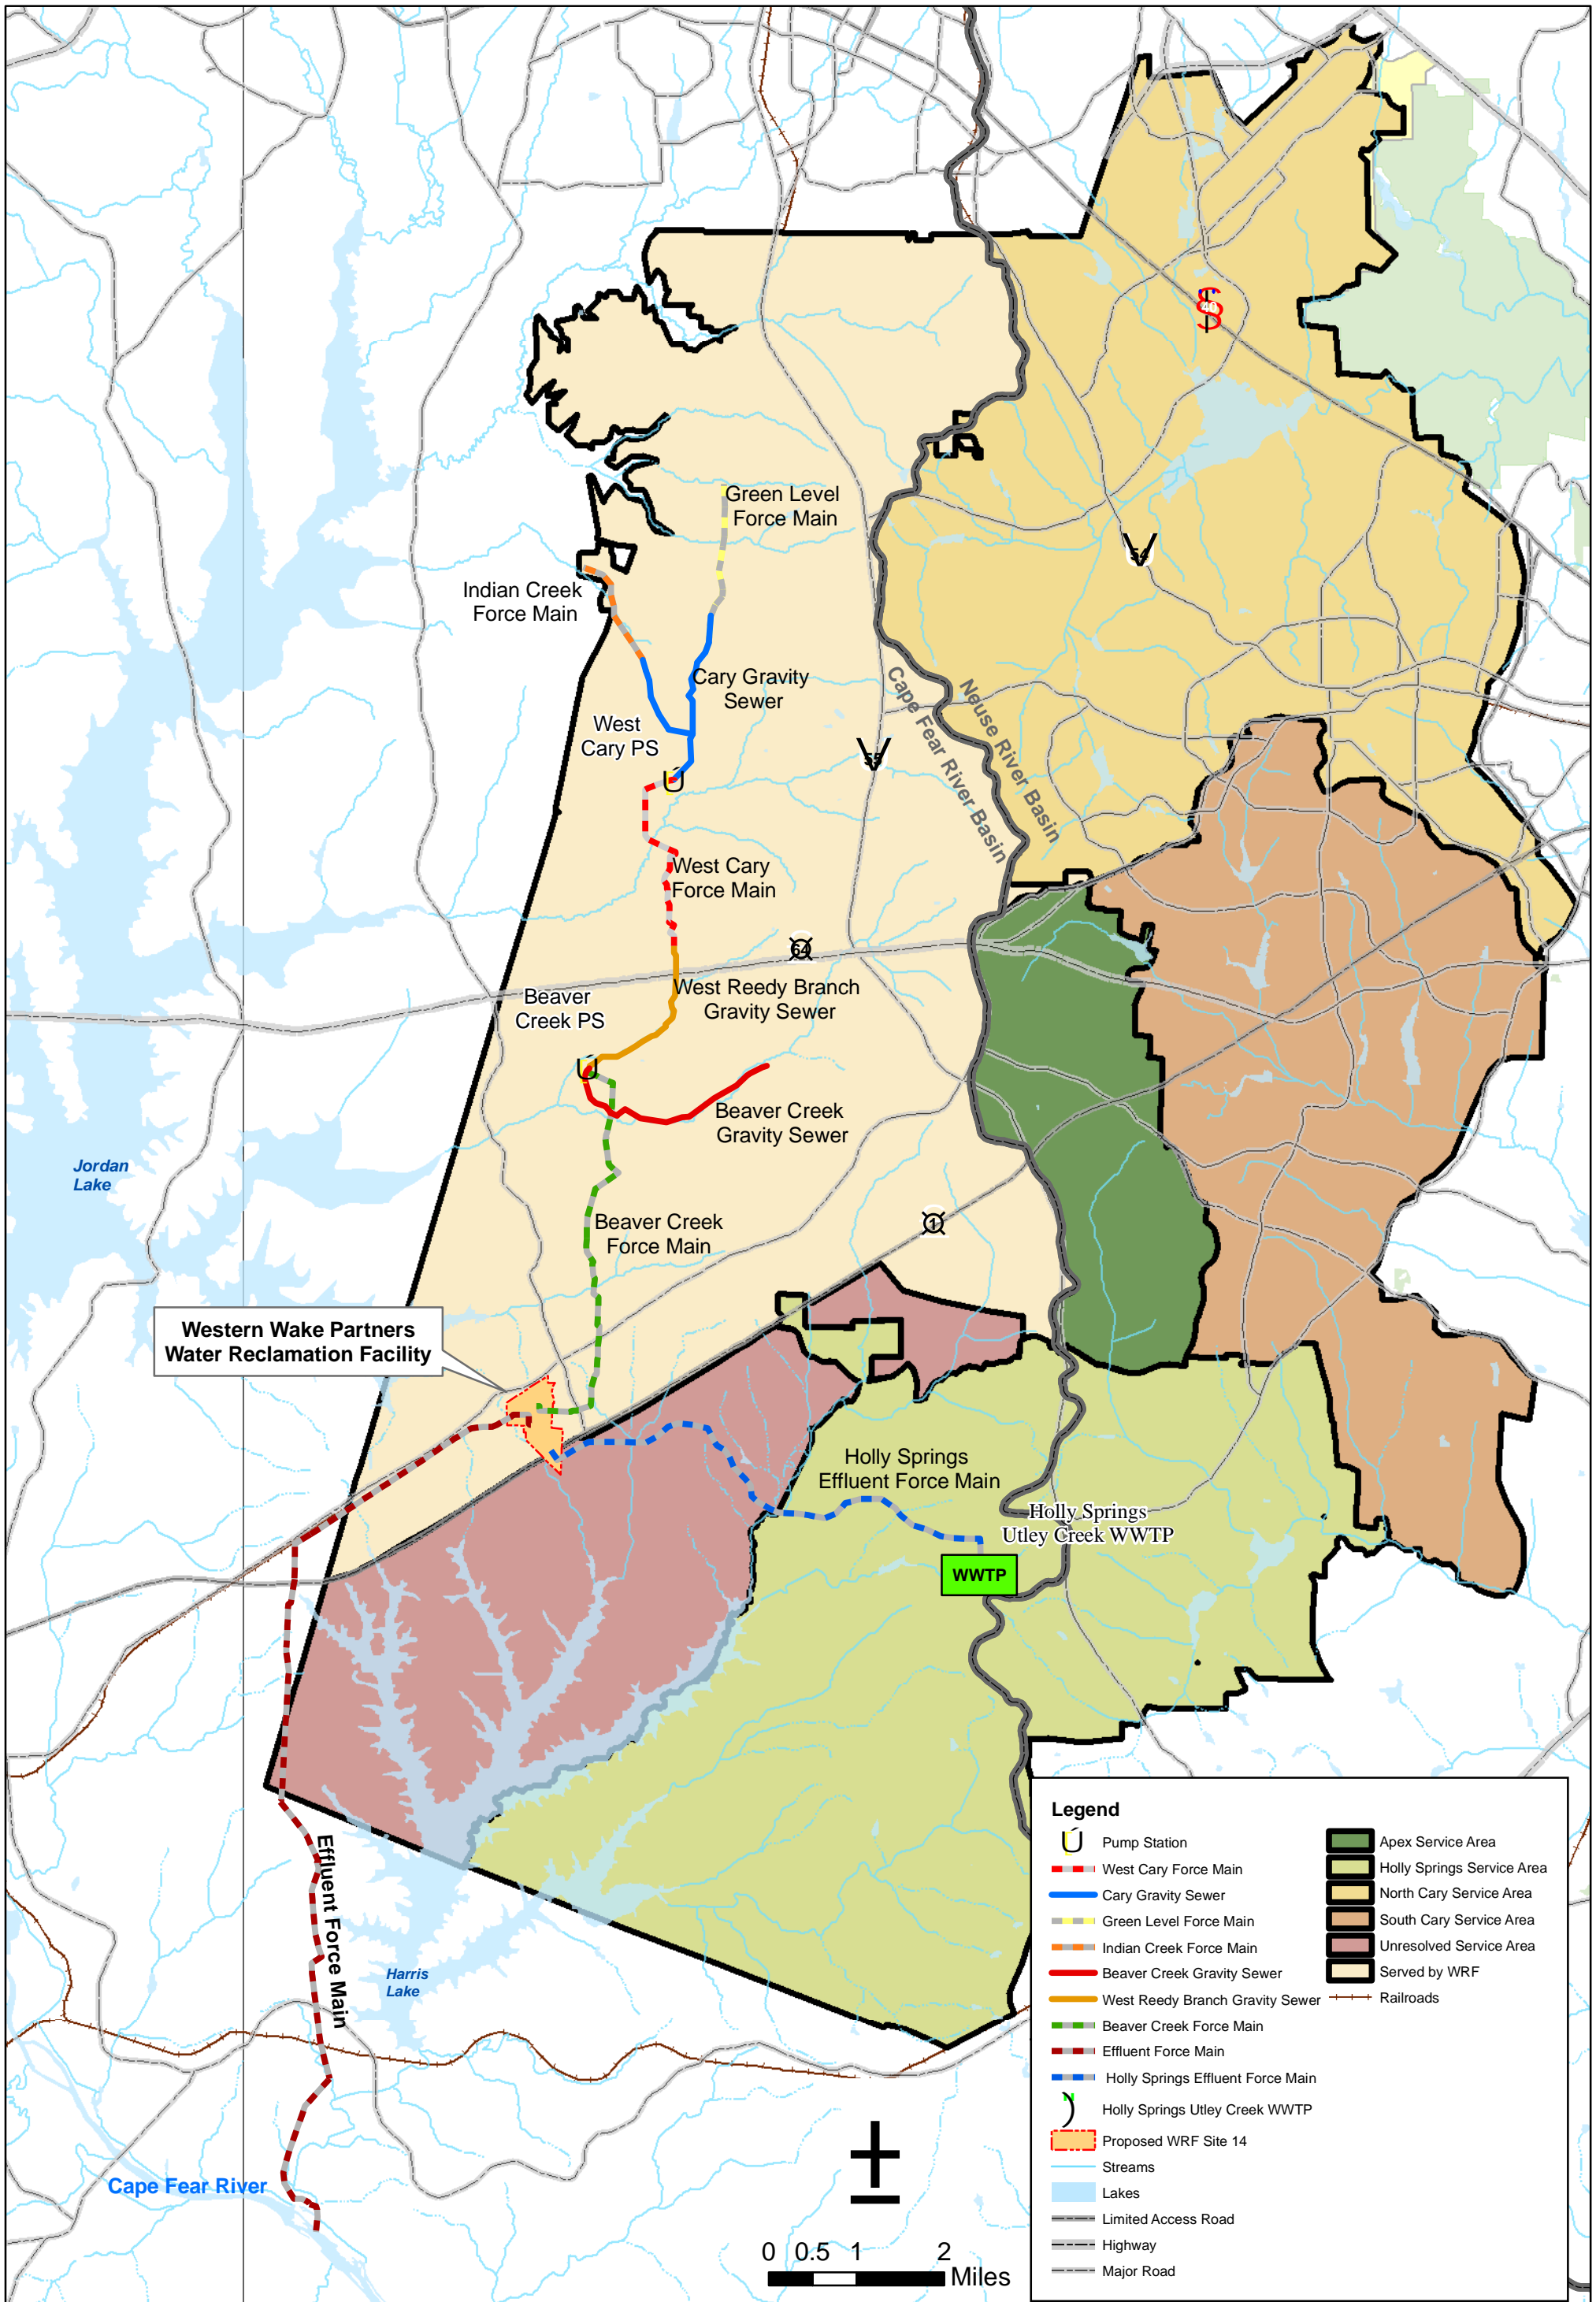 Green Level
Force Main
Indian Creek
Force Main
Cary Gravity
Sewer
West
Cary PS
54
55
Cape Fear River Basin
Neuse River Basin
West Cary
Force Main
64
West Reedy Branch
Gravity Sewer
Beaver
Creek PS
Beaver Creek
Gravity Sewer
Jordan
Lake
Beaver Creek
Force Main
1
Western Wake Partners
Water Reclamation Facility
Holly Springs
Effluent Force Main
Holly Springs
Utley Creek WWTP
WWTP
Effluent Force Main
Harris
Lake
Cape Fear River
0 0.5 1 2
Miles
Legend
Pump Station
West Cary Force Main
Cary Gravity Sewer
Green Level Force Main
Indian Creek Force Main
Beaver Creek Gravity Sewer
West Reedy Branch Gravity Sewer
Beaver Creek Force Main
Effluent Force Main
Holly Springs Effluent Force Main
Holly Springs Utley Creek WWTP
Proposed WRF Site 14
Streams
Lakes
Limited Access Road
Highway
Major Road
Apex Service Area
Holly Springs Service Area
North Cary Service Area
South Cary Service Area
Unresolved Service Area
Served by WRF
Railroads